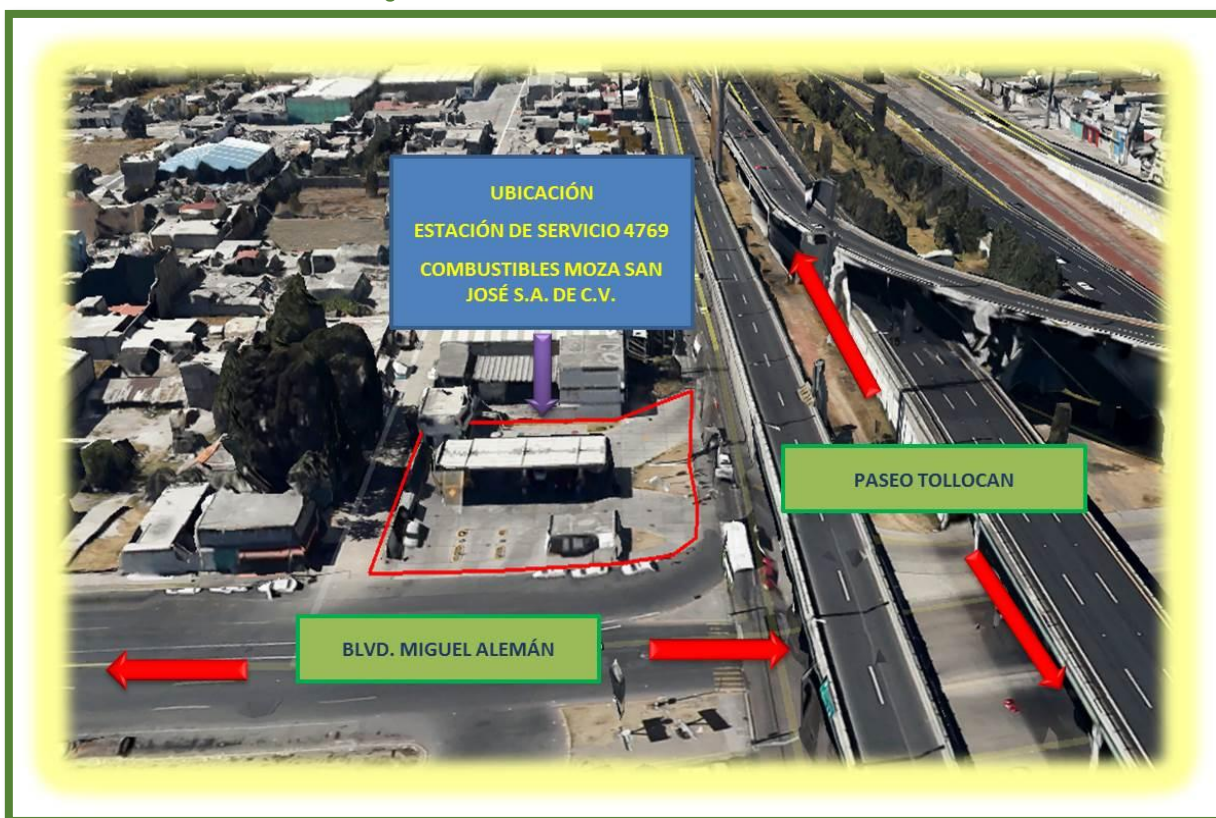 UBICACIÓN
ESTACIÓN DE SERVICIO 4769
COMBUSTIBLES MOZA SAN
JOSÉ S.A. DE C.V.
PASEO TOLLOCAN
BLVD. MIGUEL ALEMÁN